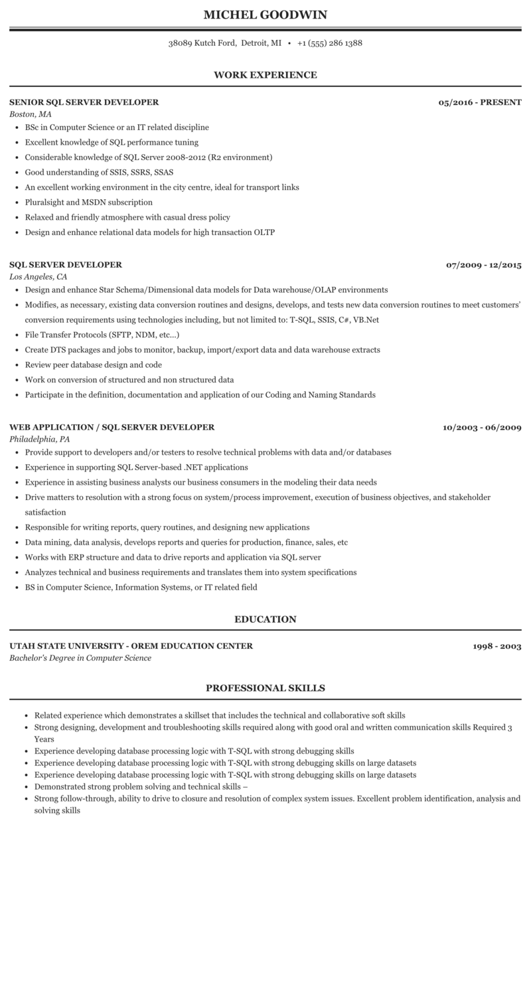 MICHEL GOODWIN
38089 Kutch Ford,  Detroit, MI  •  +1 (555) 286 1388
WORK EXPERIENCE
SENIOR SQL SERVER DEVELOPER 05/2016 - PRESENT
Boston, MA
• BSc in Computer Science or an IT related discipline
• Excellent knowledge of SQL performance tuning
• Considerable knowledge of SQL Server 2008-2012 (R2 environment)
• Good understanding of SSIS, SSRS, SSAS
• An excellent working environment in the city centre, ideal for transport links
• Pluralsight and MSDN subscription
• Relaxed and friendly atmosphere with casual dress policy
• Design and enhance relational data models for high transaction OLTP
SQL SERVER DEVELOPER 07/2009 - 12/2015
Los Angeles, CA
• Design and enhance Star Schema/Dimensional data models for Data warehouse/OLAP environments
• Modifies, as necessary, existing data conversion routines and designs, develops, and tests new data conversion routines to meet customers'
conversion requirements using technologies including, but not limited to: T-SQL, SSIS, C#, VB.Net
• File Transfer Protocols (SFTP, NDM, etc…)
• Create DTS packages and jobs to monitor, backup, import/export data and data warehouse extracts
• Review peer database design and code
• Work on conversion of structured and non structured data
• Participate in the definition, documentation and application of our Coding and Naming Standards
WEB APPLICATION / SQL SERVER DEVELOPER 10/2003 - 06/2009
Philadelphia, PA
• Provide support to developers and/or testers to resolve technical problems with data and/or databases
• Experience in supporting SQL Server-based .NET applications
• Experience in assisting business analysts our business consumers in the modeling their data needs
• Drive matters to resolution with a strong focus on system/process improvement, execution of business objectives, and stakeholder
satisfaction
• Responsible for writing reports, query routines, and designing new applications
• Data mining, data analysis, develops reports and queries for production, finance, sales, etc
• Works with ERP structure and data to drive reports and application via SQL server
• Analyzes technical and business requirements and translates them into system specifications
• BS in Computer Science, Information Systems, or IT related field
EDUCATION
UTAH STATE UNIVERSITY - OREM EDUCATION CENTER 1998 - 2003
Bachelor's Degree in Computer Science
PROFESSIONAL SKILLS
• Related experience which demonstrates a skillset that includes the technical and collaborative soft skills
• Strong designing, development and troubleshooting skills required along with good oral and written communication skills Required 3
Years
• Experience developing database processing logic with T-SQL with strong debugging skills
• Experience developing database processing logic with T-SQL with strong debugging skills on large datasets
• Experience developing database processing logic with T-SQL with strong debugging skills on large datasets
• Demonstrated strong problem solving and technical skills –
• Strong follow-through, ability to drive to closure and resolution of complex system issues. Excellent problem identification, analysis and
solving skills